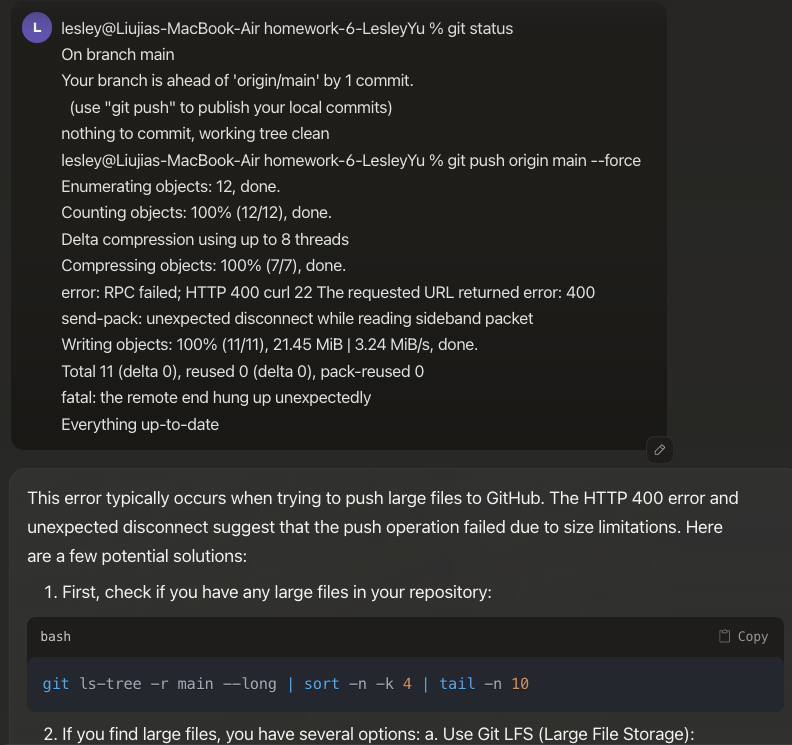 L
lesley@Liujias-MacBook-Air homework-6-LesleyYu % git status
On branch main
Your branch is ahead of 'origin/main' by 1 commit.
(use "git push" to publish your local commits)
nothing to commit, working tree clean
lesley@Liujias-MacBook-Air homework-6-LesleyYu % git push origin main --force
Enumerating objects: 12, done.
Counting objects: 100% (12/12), done.
Delta compression using up to 8 threads
Compressing objects: 100% (7/7), done.
error: RPC failed; HTTP 400 curl 22 The requested URL returned error: 400
send-pack: unexpected disconnect while reading sideband packet
Writing objects: 100% (11/11), 21.45 MiB | 3.24 MiB/s, done.
Total 11 (delta 0), reused 0 (delta 0), pack-reused 0
fatal: the remote end hung up unexpectedly
Everything up-to-date
This error typically occurs when trying to push large files to GitHub. The HTTP 400 error and
unexpected disconnect suggest that the push operation failed due to size limitations. Here
are a few potential solutions:
1. First, check if you have any large files in your repository:
bash
Copy
git ls-tree -r main --long | sort -n -k 4 | tail -n 10
2. If you find large files, you have several options: a. Use Git LFS (Large File Storage):